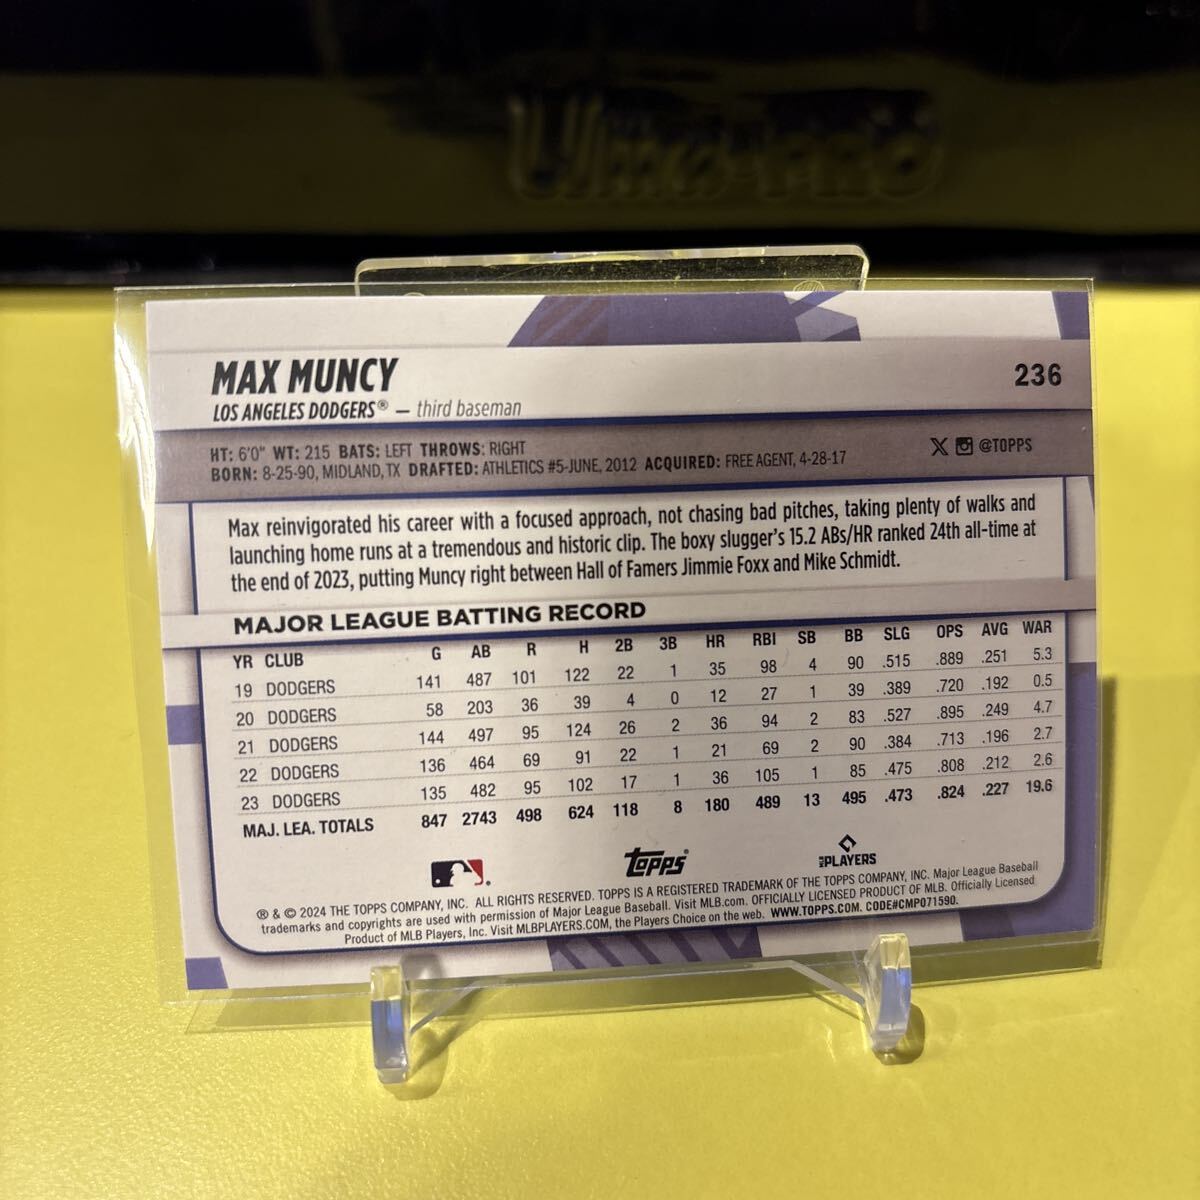 Ultra·PRO
MAX MUNCY
236
LOS ANGELES DODGERS® — third baseman
HT: 6'0" WT: 215 BATS: LEFT THROWS: RIGHT
@TOPPS
BORN: 8-25-90, MIDLAND, TX DRAFTED: ATHLETICS #5-JUNE, 2012 ACQUIRED: FREE AGENT, 4-28-17
Max reinvigorated his career with a focused approach, not chasing bad pitches, taking plenty of walks and
launching home runs at a tremendous and historic clip. The boxy slugger's 15.2 ABs/HR ranked 24th all-time at
the end of 2023, putting Muncy right between Hall of Famers Jimmie Foxx and Mike Schmidt.
MAJOR LEAGUE BATTING RECORD
YR CLUB G AB R H 2B 3B HR RBI SB BB SLG OPS AVG WAR
19 DODGERS 141 487 101 122 22 1 35 98 4 90 .515 .889 .251 5.3
20 DODGERS 58 203 36 39 4 0 12 27 1 39 .389 .720 .192 0.5
21 DODGERS 144 497 95 124 26 2 36 94 2 83 .527 .895 .249 4.7
22 DODGERS 136 464 69 91 22 1 21 69 2 90 .384 .713 .196 2.7
23 DODGERS 135 482 95 102 17 1 36 105 1 85 .475 .808 .212 2.6
MAJ. LEA. TOTALS 847 2743 498 624 118 8 180 489 13 495 .473 .824 .227 19.6
Topps®
MLB PLAYERS
® & © 2024 THE TOPPS COMPANY, INC. ALL RIGHTS RESERVED. TOPPS IS A REGISTERED TRADEMARK OF THE TOPPS COMPANY, INC. Major League Baseball
trademarks and copyrights are used with permission of Major League Baseball. Visit MLB.com. OFFICIALLY LICENSED PRODUCT OF MLB. Officially Licensed
Product of MLB Players, Inc. Visit MLBPLAYERS.COM, the Players Choice on the web. WWW.TOPPS.COM. CODE#CMP071590.